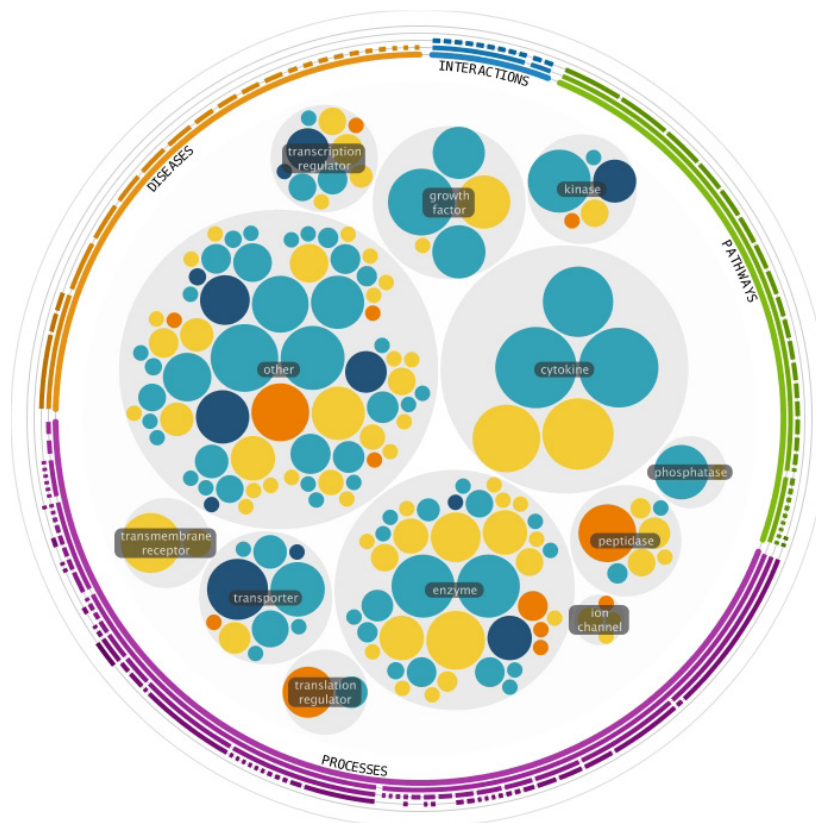 INTERACTIONS
DISEASES
PATHWAYS
PROCESSES
transcription
regulator
growth
factor
kinase
other
cytokine
phosphatase
transmembrane
receptor
peptidase
enzyme
transporter
ion
channel
translation
regulator